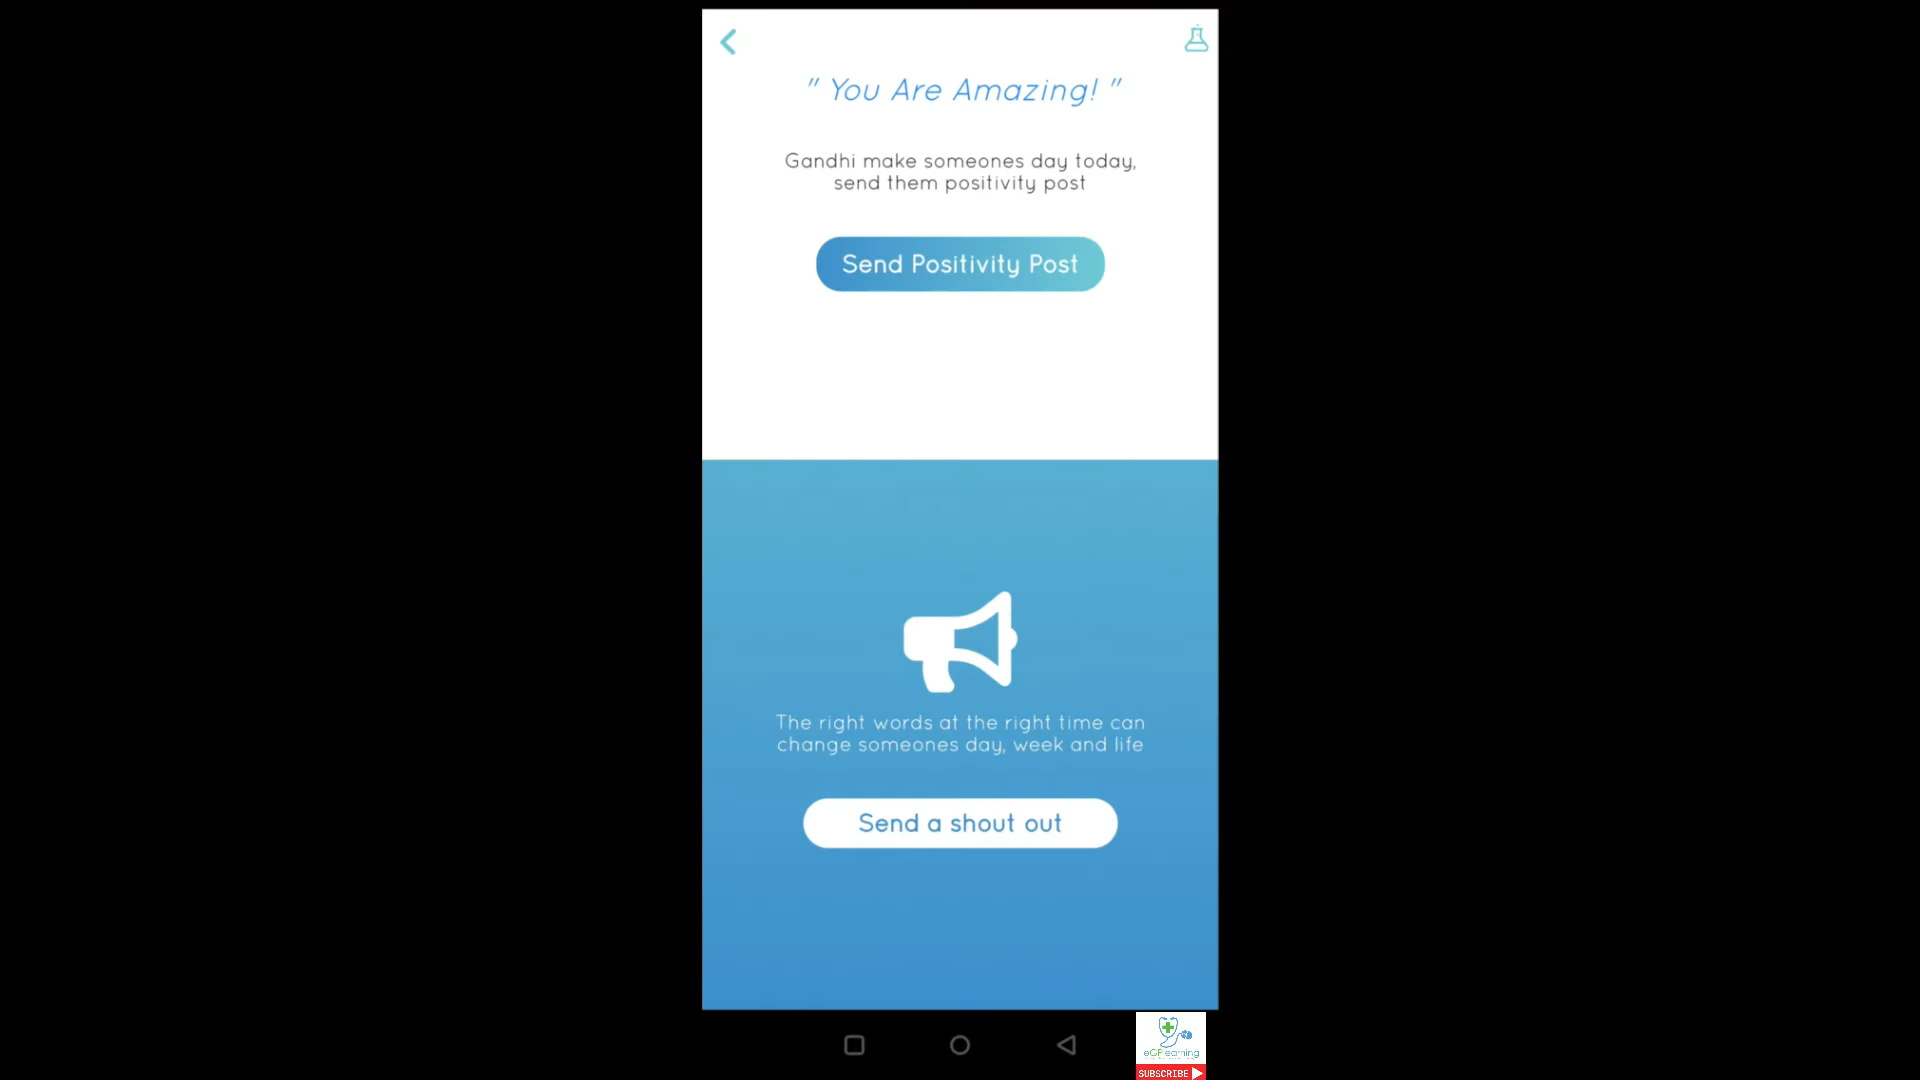 " You Are Amazing! "
Gandhi make someones day today,
send them positivity post
Send Positivity Post
The right words at the right time can
change someones day, week and life
Send a shout out
eGPlearning
SUBSCRIBE